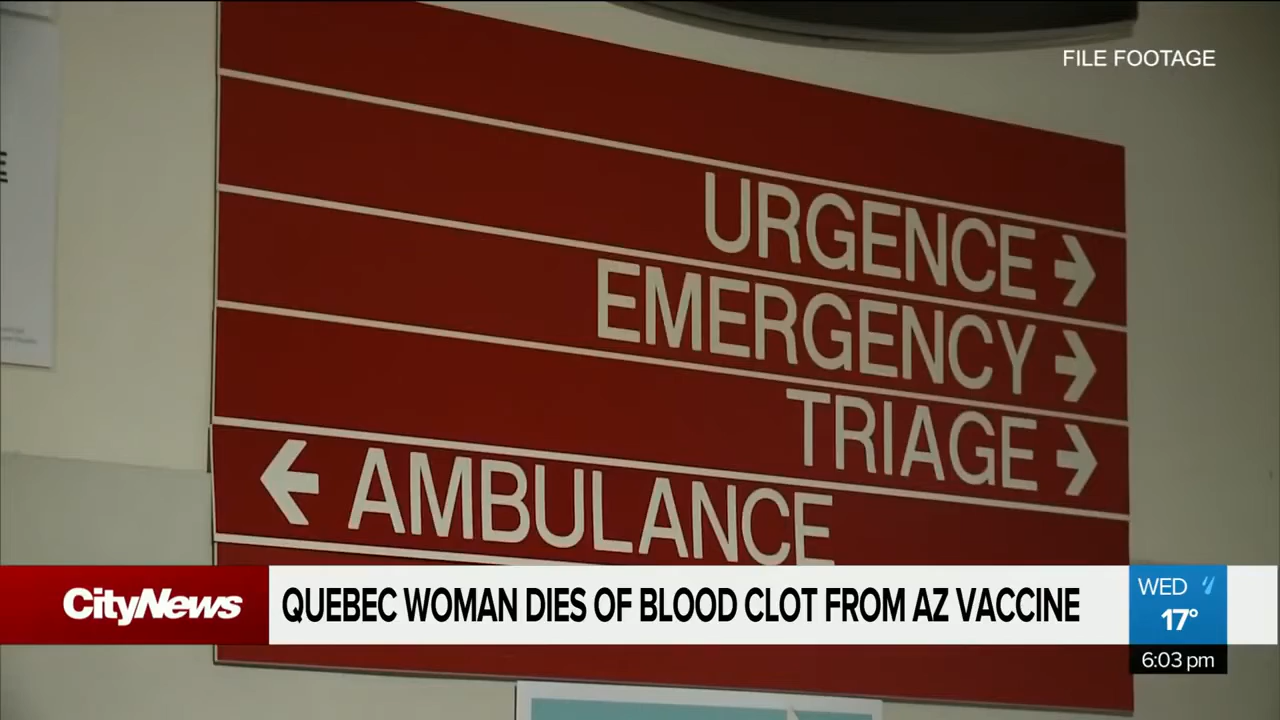 FILE FOOTAGE
URGENCE →
EMERGENCY →
TRIAGE →
← AMBULANCE
CityNews
QUEBEC WOMAN DIES OF BLOOD CLOT FROM AZ VACCINE
WED
17°
6:03 pm